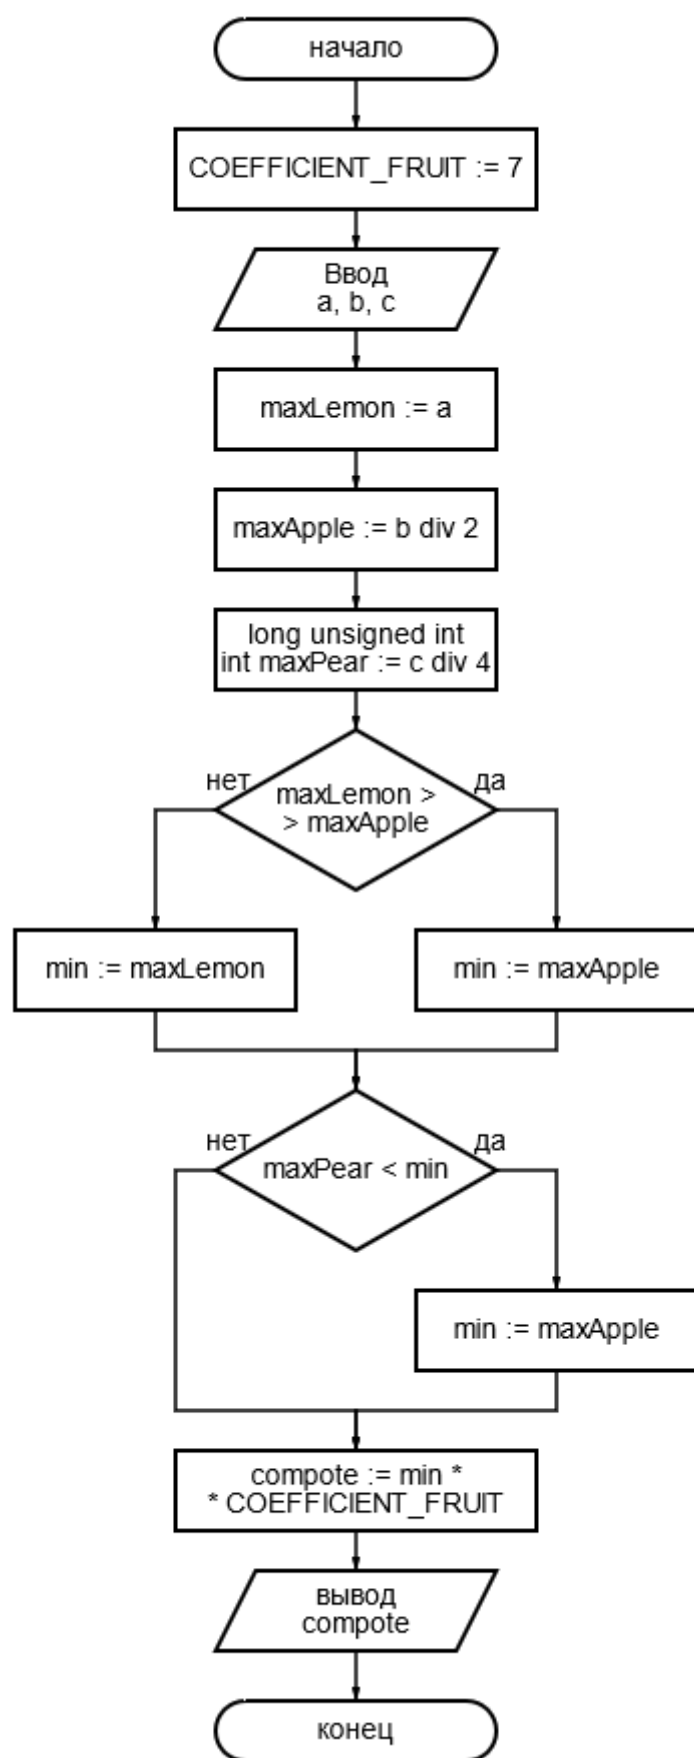 начало
COEFFICIENT_FRUIT := 7
Ввод
a, b, c
maxLemon := a
maxApple := b div 2
long unsigned int
int maxPear := c div 4
нет
maxLemon >
> maxApple
да
min := maxLemon
min := maxApple
нет
maxPear < min
да
min := maxApple
compote := min *
* COEFFICIENT_FRUIT
вывод
compote
конец